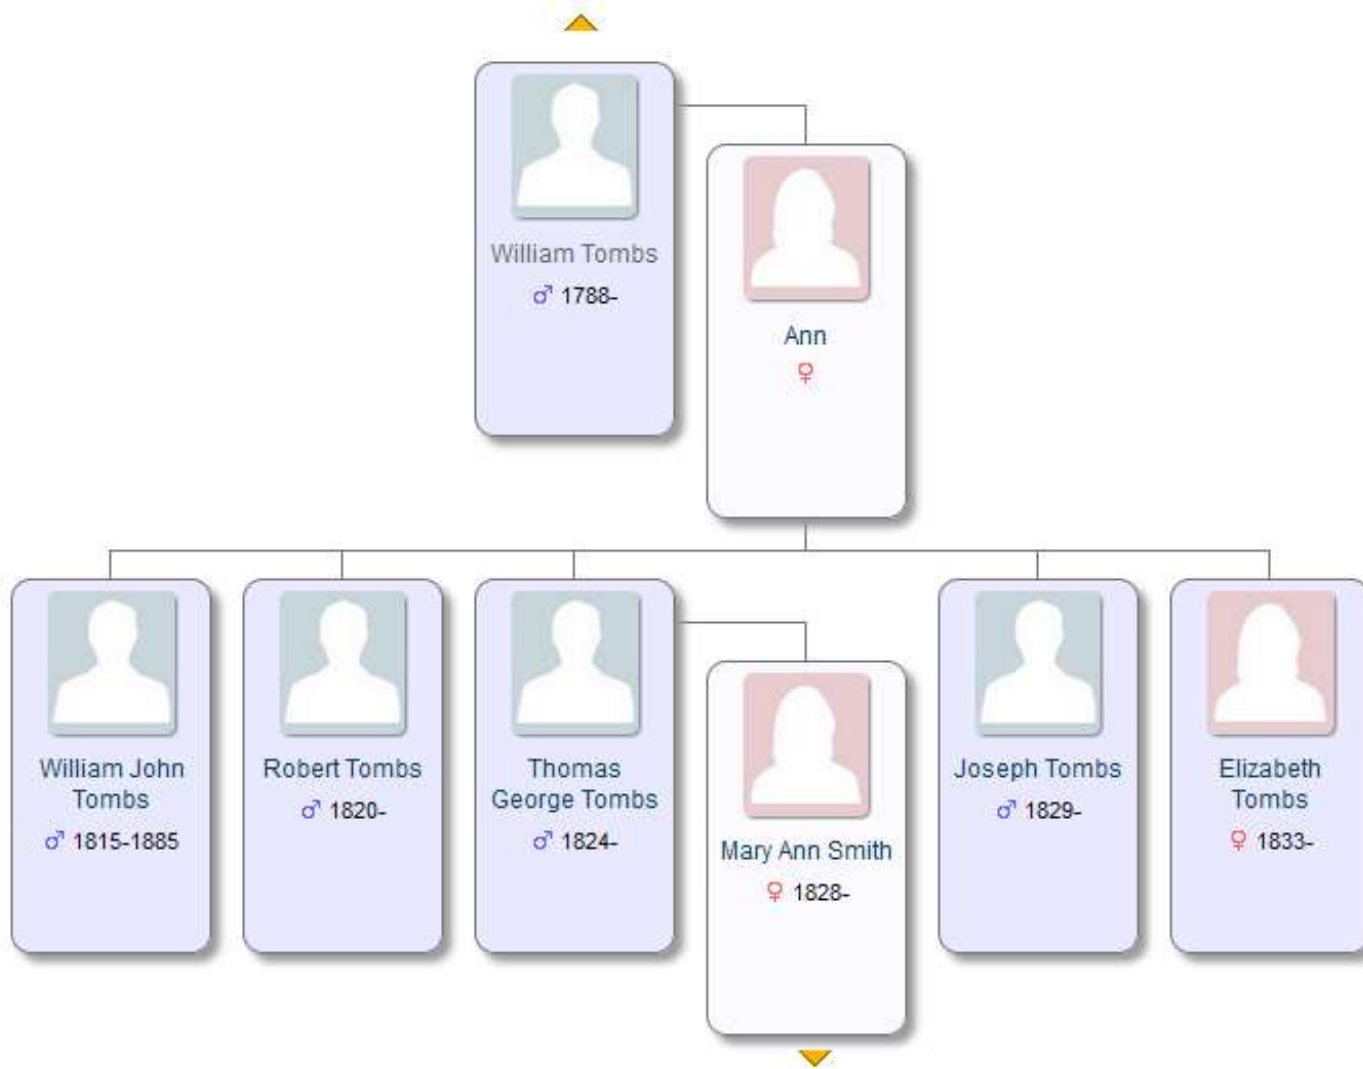 William Tombs
♂ 1788-
Ann
♀
William John
Tombs
♂ 1815-1885
Robert Tombs
♂ 1820-
Thomas
George Tombs
♂ 1824-
Mary Ann Smith
♀ 1828-
Joseph Tombs
♂ 1829-
Elizabeth
Tombs
♀ 1833-